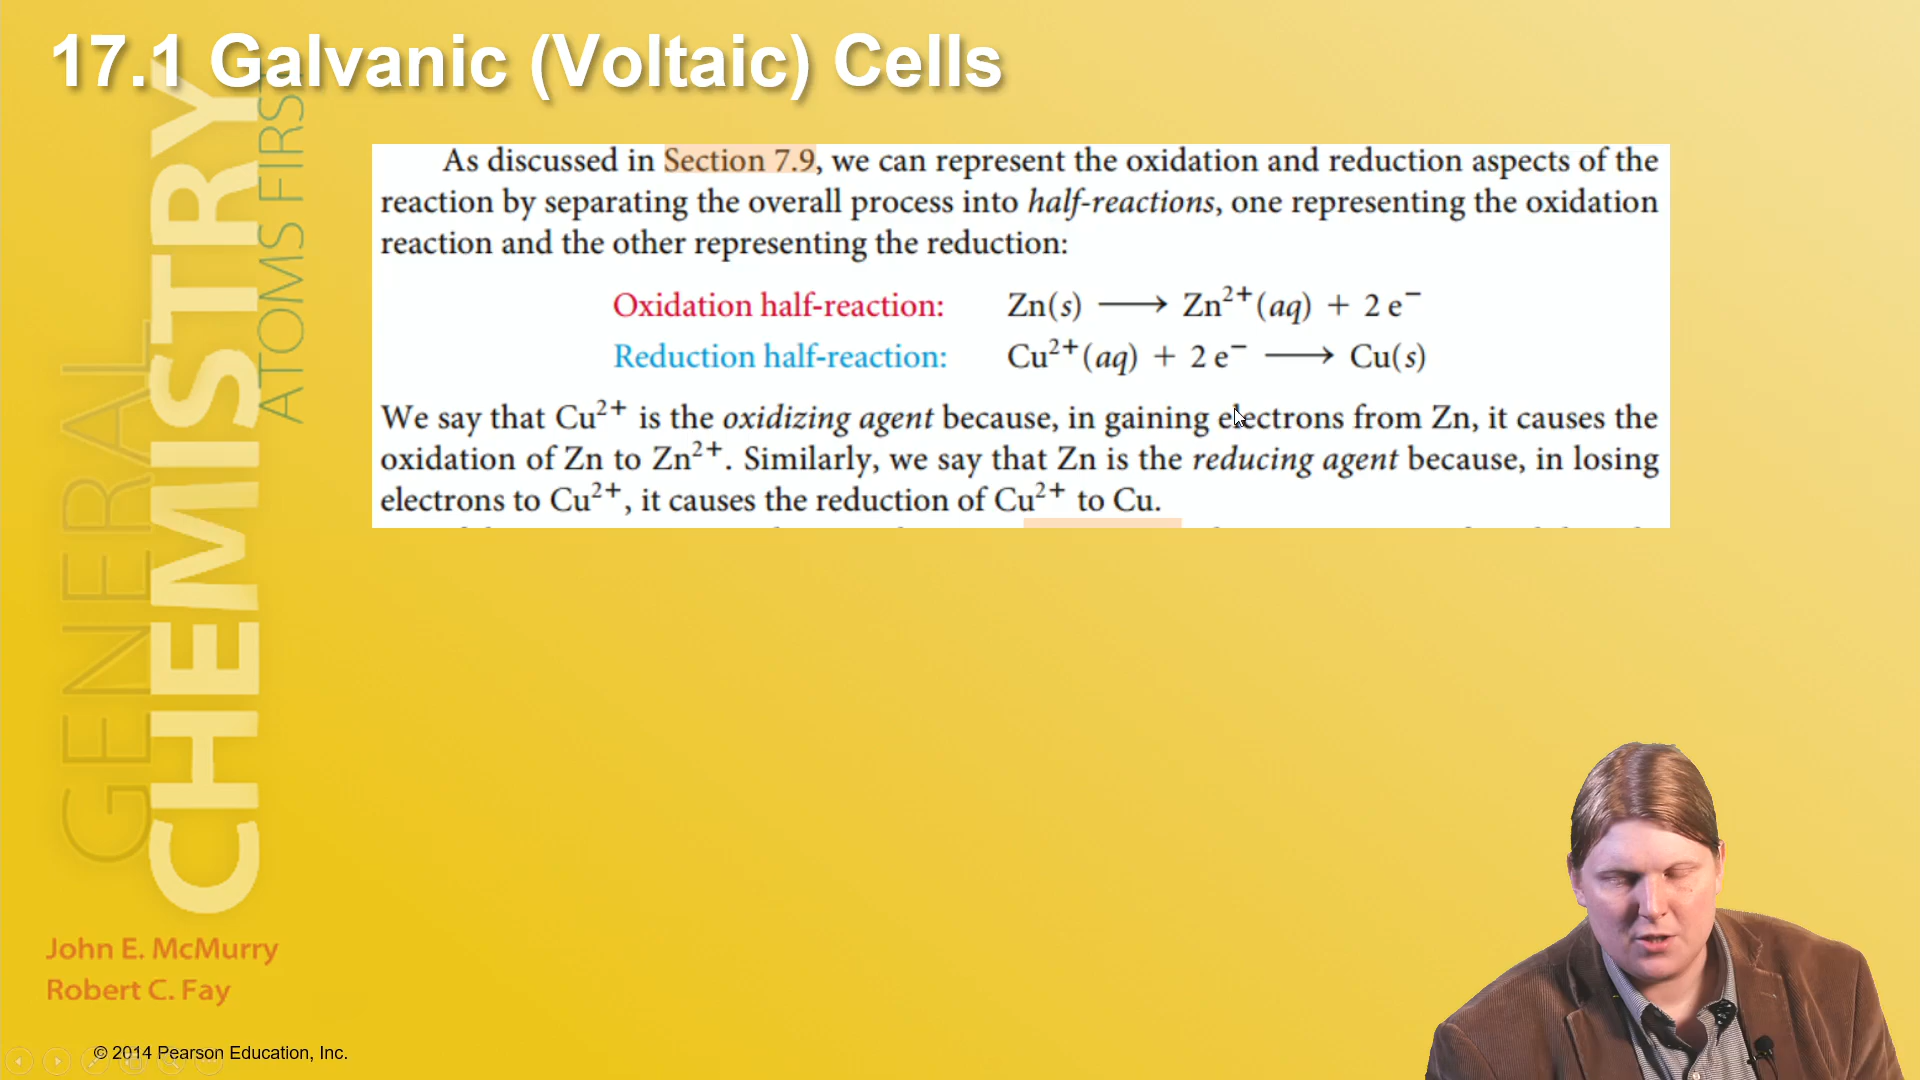 17.1 Galvanic (Voltaic) Cells
GENERAL
CHEMISTRY
ATOMS FIRST
As discussed in Section 7.9, we can represent the oxidation and reduction aspects of the
reaction by separating the overall process into half-reactions, one representing the oxidation
reaction and the other representing the reduction:
Oxidation half-reaction: Zn(s) ⟶ Zn²⁺(aq) + 2 e⁻
Reduction half-reaction: Cu²⁺(aq) + 2 e⁻ ⟶ Cu(s)
We say that Cu²⁺ is the oxidizing agent because, in gaining electrons from Zn, it causes the
oxidation of Zn to Zn²⁺. Similarly, we say that Zn is the reducing agent because, in losing
electrons to Cu²⁺, it causes the reduction of Cu²⁺ to Cu.
John E. McMurry
Robert C. Fay
© 2014 Pearson Education, Inc.